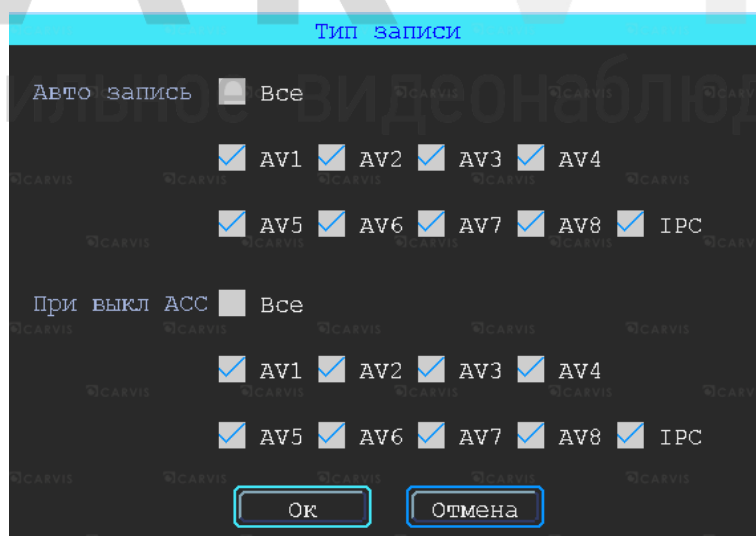 Тип записи
Авто запись Все
AV1 AV2 AV3 AV4
AV5 AV6 AV7 AV8 IPC
При выкл ACC Все
AV1 AV2 AV3 AV4
AV5 AV6 AV7 AV8 IPC
Ок Отмена